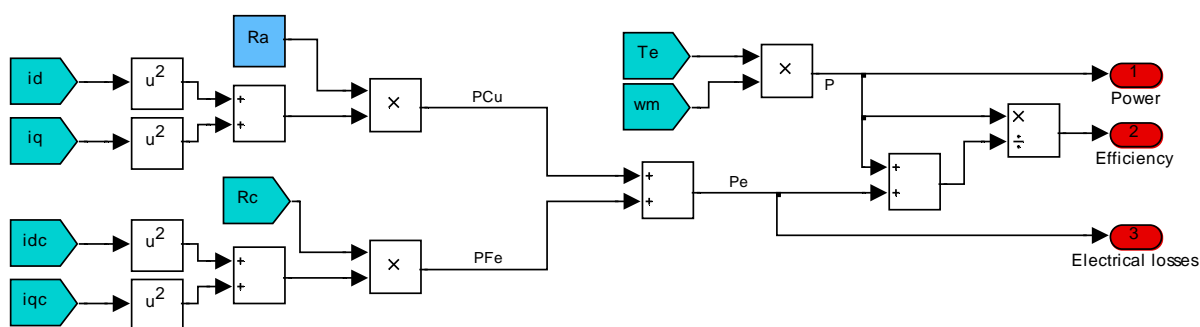 id
u²
iq
u²
Ra
+
+
×
PCu
idc
u²
iqc
u²
Rc
+
+
×
PFe
+
+
Pe
Te
wm
×
P
+
+
×
÷
1
Power
2
Efficiency
3
Electrical losses